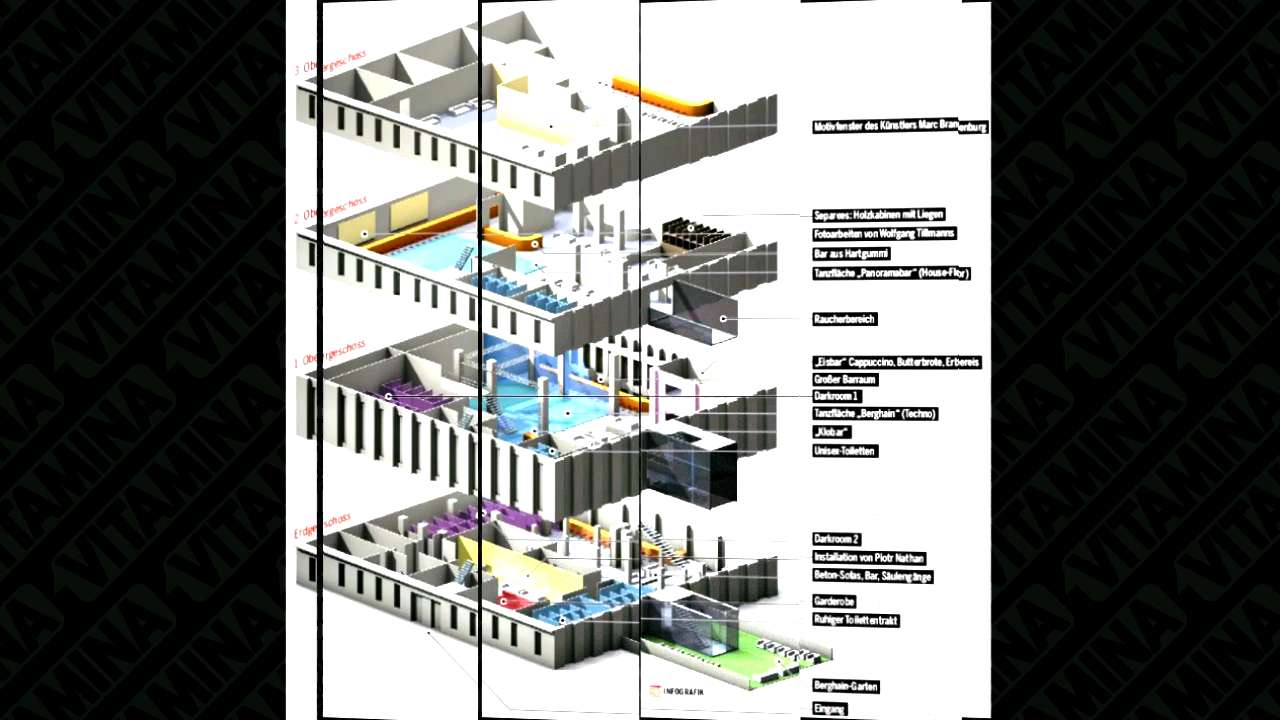 3 Obergeschoss
Motivfenster des Künstlers Marc Brandenburg
2 Obergeschoss
Separees: Holzkabinen mit Liegen
Fotoarbeiten von Wolfgang Tillmanns
Bar aus Hartgummi
Tanzfläche „Panoramabar“ (House-Flor)
Raucherbereich
1 Obergeschoss
„Eisbar“ Cappuccino, Butterbrote, Erbereis
Großer Barraum
Darkroom 1
Tanzfläche „Berghain“ (Techno)
„Klobar“
Unisex-Toiletten
Erdgeschoss
Darkroom 2
Installation von Piotr Nathan
Beton-Sofas, Bar, Säulengänge
Garderobe
Ruhiger Toilettentrakt
Berghain-Garten
INFOGRAFIK
Eingang
VITAMINA